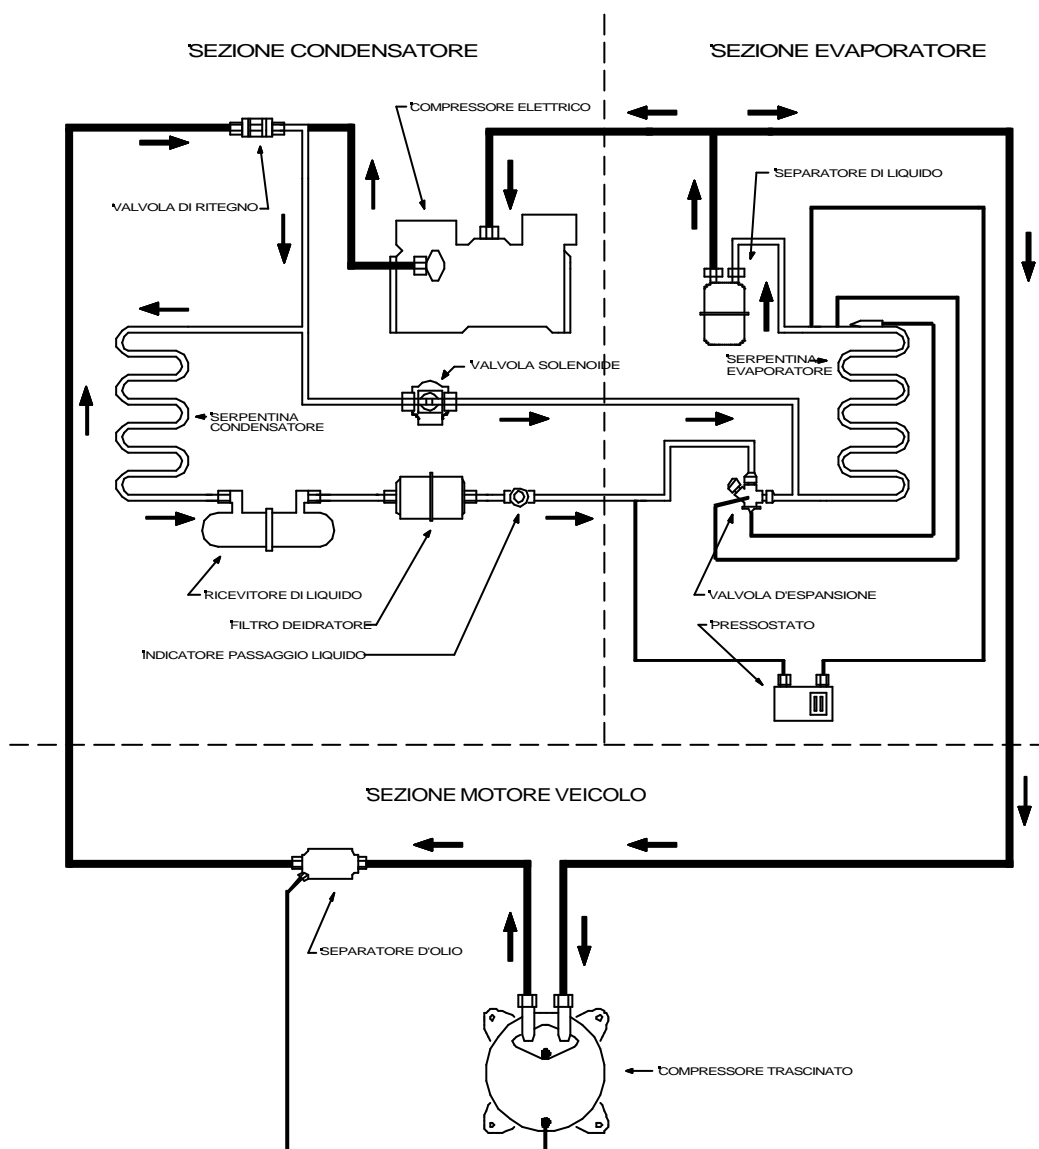 SEZIONE CONDENSATORE
SEZIONE EVAPORATORE
COMPRESSORE ELETTRICO
SEPARATORE DI LIQUIDO
VALVOLA DI RITEGNO
VALVOLA SOLENOIDE
SERPENTINA
EVAPORATORE
SERPENTINA
CONDENSATORE
RICEVITORE DI LIQUIDO
VALVOLA D'ESPANSIONE
FILTRO DEIDRATORE
PRESSOSTATO
INDICATORE PASSAGGIO LIQUIDO
SEZIONE MOTORE VEICOLO
SEPARATORE D'OLIO
COMPRESSORE TRASCINATO